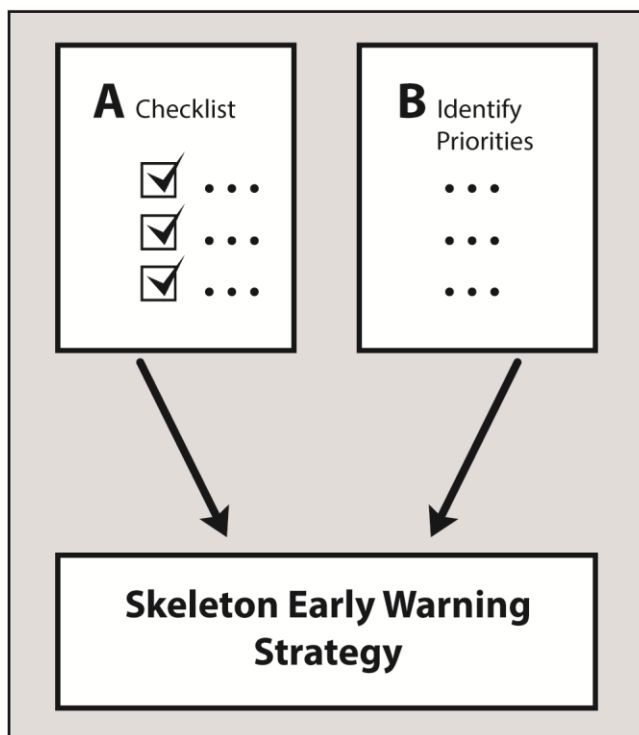 A Checklist
...
...
...
B Identify
Priorities
...
...
...
Skeleton Early Warning
Strategy